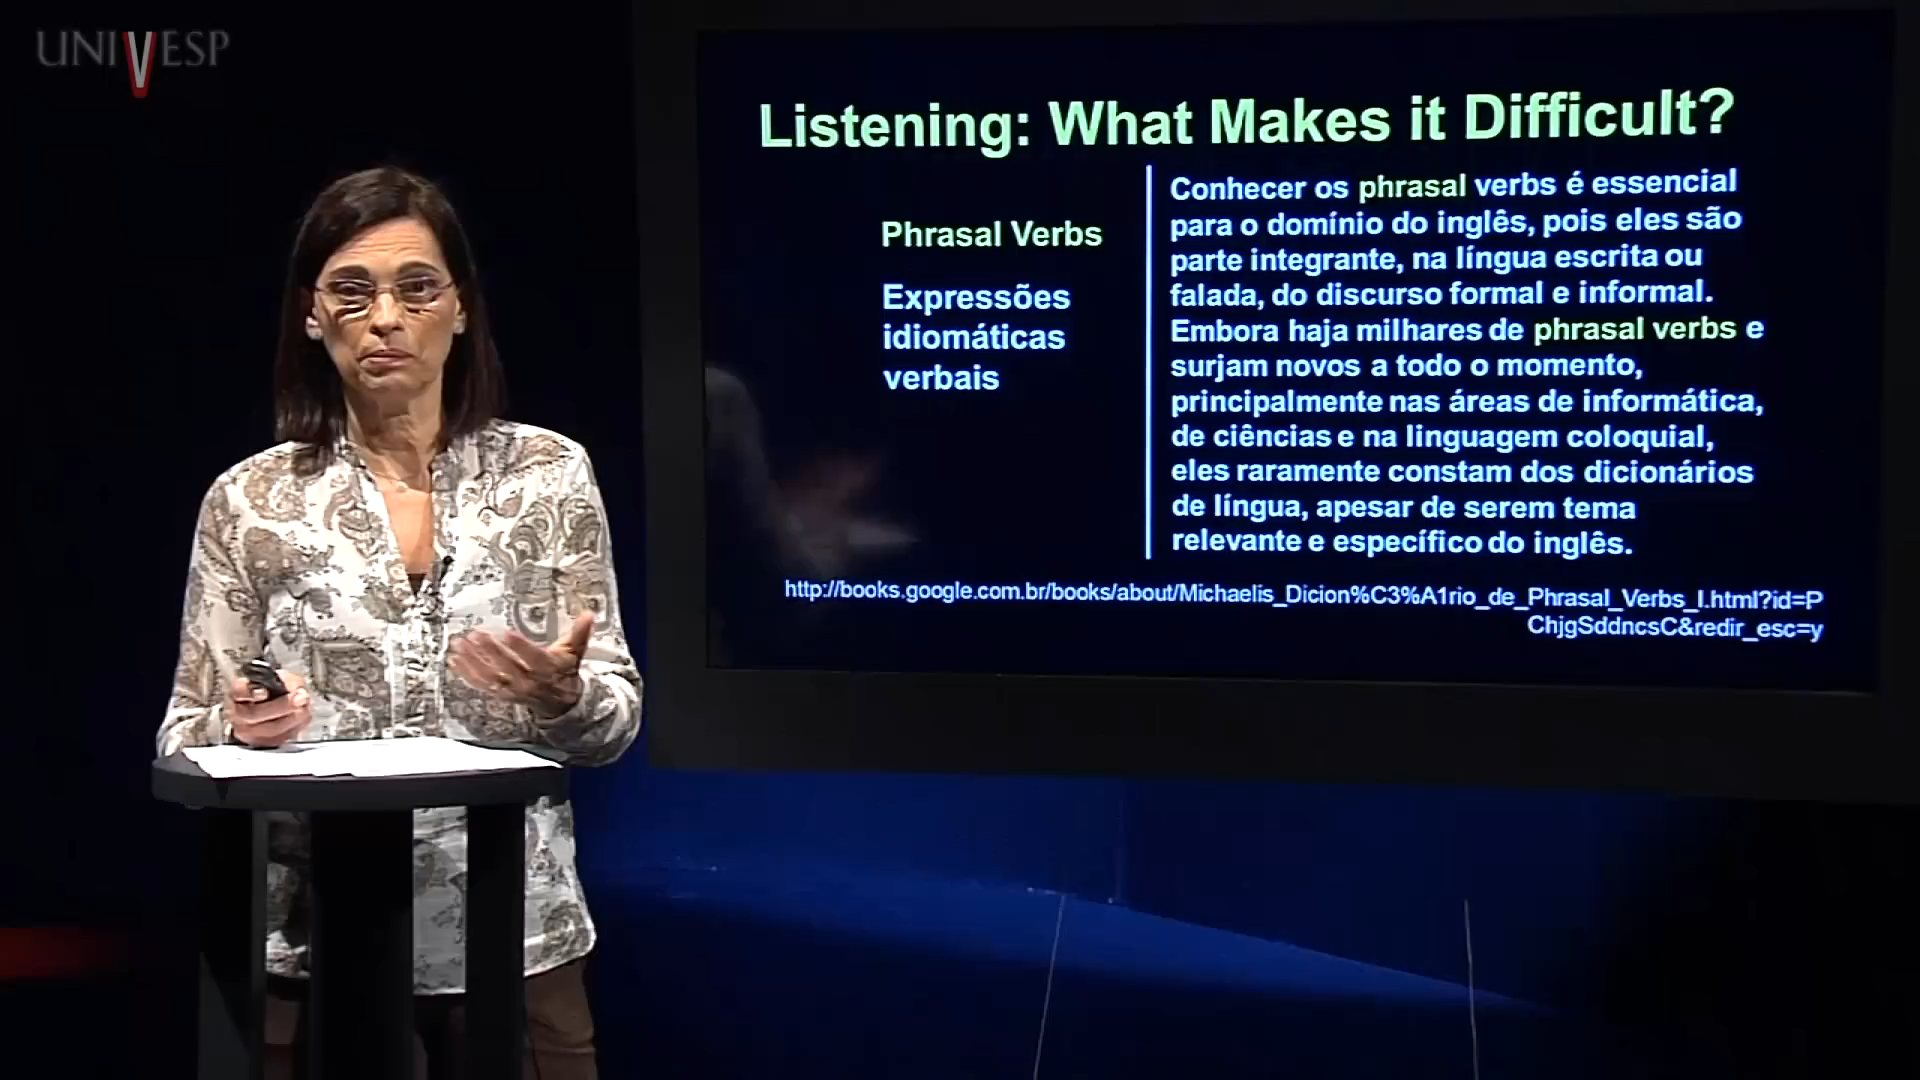 UNIVESP
Listening: What Makes it Difficult?
Phrasal Verbs
Expressões
idiomáticas
verbais
Conhecer os phrasal verbs é essencial
para o domínio do inglês, pois eles são
parte integrante, na língua escrita ou
falada, do discurso formal e informal.
Embora haja milhares de phrasal verbs e
surjam novos a todo o momento,
principalmente nas áreas de informática,
de ciências e na linguagem coloquial,
eles raramente constam dos dicionários
de língua, apesar de serem tema
relevante e específico do inglês.
http://books.google.com.br/books/about/Michaelis_Dicion%C3%A1rio_de_Phrasal_Verbs_I.html?id=P
ChjgSddncsC&redir_esc=y